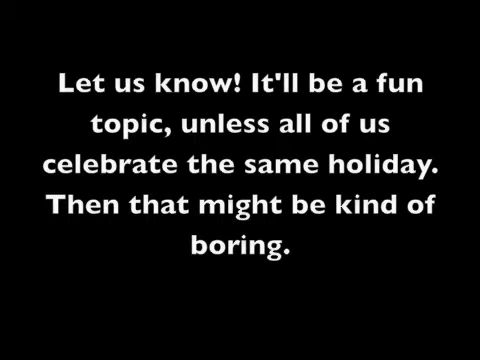 Let us know! It'll be a fun
topic, unless all of us
celebrate the same holiday.
Then that might be kind of
boring.